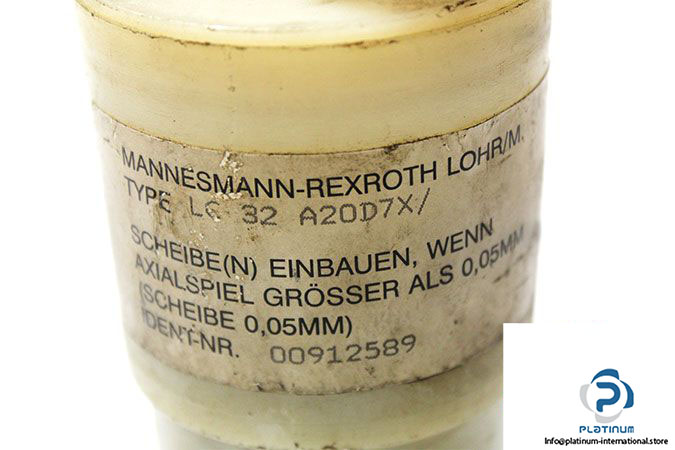 MANNESMANN-REXROTH LOHR/M.
TYPE LC 32 A20D7X/
SCHEIBE(N) EINBAUEN, WENN
AXIALSPIEL GRÖSSER ALS 0,05MM
(SCHEIBE 0,05MM)
IDENT-NR. 00912589
PLATINUM
Info@platinum-international.store